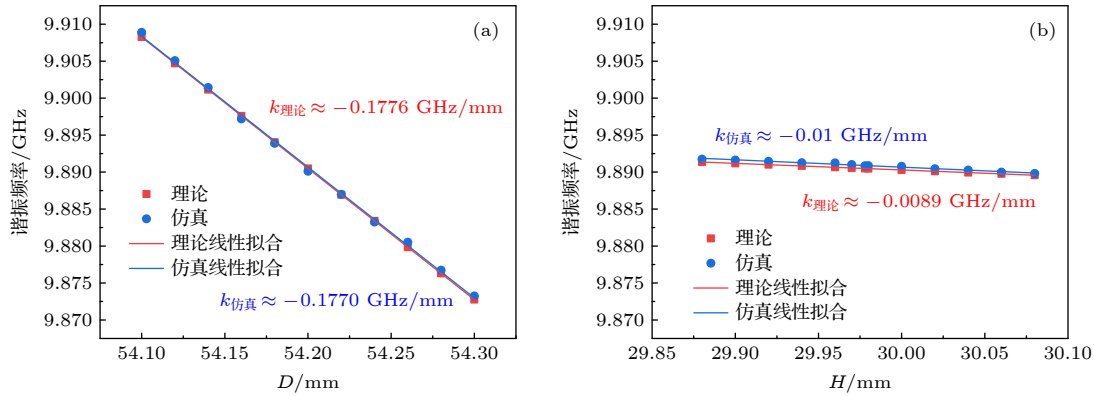 (a)
谐振频率/GHz
9.910
9.905
9.900
9.895
9.890
9.885
9.880
9.875
9.870
k理论 ≈ −0.1776 GHz/mm
理论
仿真
理论线性拟合
仿真线性拟合
k仿真 ≈ −0.1770 GHz/mm
54.10 54.15 54.20 54.25 54.30
D/mm
(b)
谐振频率/GHz
9.910
9.905
9.900
9.895
9.890
9.885
9.880
9.875
9.870
k仿真 ≈ −0.01 GHz/mm
k理论 ≈ −0.0089 GHz/mm
理论
仿真
理论线性拟合
仿真线性拟合
29.85 29.90 29.95 30.00 30.05 30.10
H/mm